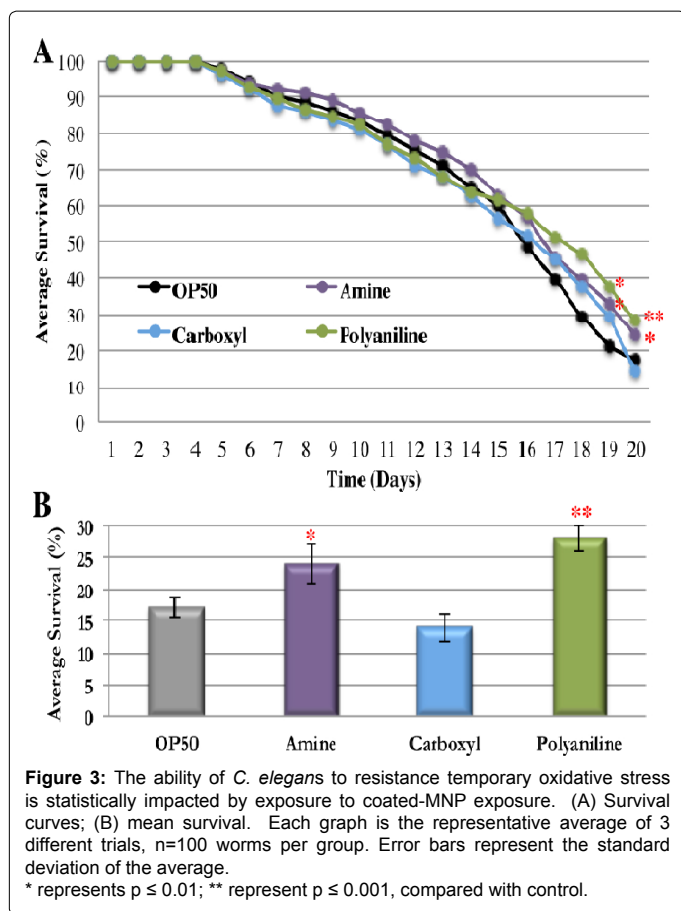 A
100
90
80
70
60
50
40
30
20
10
0
Average Survival (%)
OP50
Amine
Carboxyl
Polyaniline
*
*
**
*
1 2 3 4 5 6 7 8 9 10 11 12 13 14 15 16 17 18 19 20
Time (Days)
B
30
25
20
15
10
5
0
Average Survival (%)
*
**
OP50 Amine Carboxyl Polyaniline
Figure 3: The ability of C. elegans to resistance temporary oxidative stress
is statistically impacted by exposure to coated-MNP exposure. (A) Survival
curves; (B) mean survival. Each graph is the representative average of 3
different trials, n=100 worms per group. Error bars represent the standard
deviation of the average.
* represents p ≤ 0.01; ** represent p ≤ 0.001, compared with control.